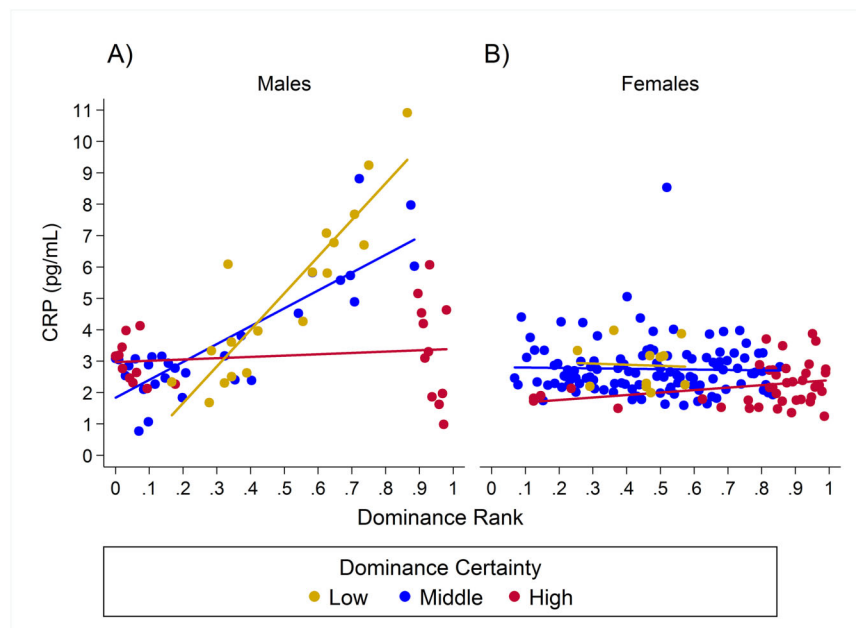 A)
Males
B)
Females
CRP (pg/mL)
11
10
9
8
7
6
5
4
3
2
1
0
0 .1 .2 .3 .4 .5 .6 .7 .8 .9 1
0 .1 .2 .3 .4 .5 .6 .7 .8 .9 1
Dominance Rank
Dominance Certainty
Low Middle High